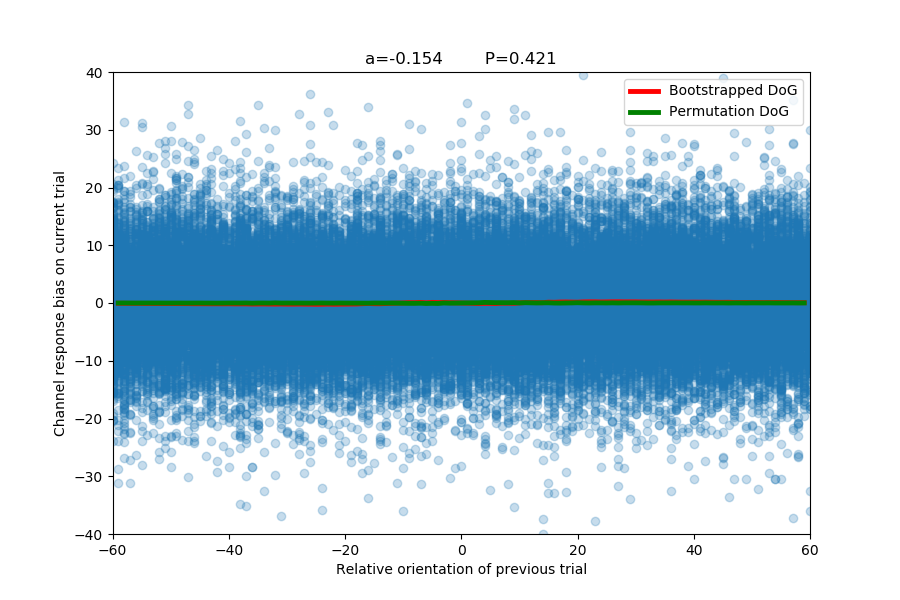 a=-0.154 P=0.421
40
30
20
10
0
−10
−20
−30
−40
Channel response bias on current trial
Bootstrapped DoG
Permutation DoG
−60 −40 −20 0 20 40 60
Relative orientation of previous trial